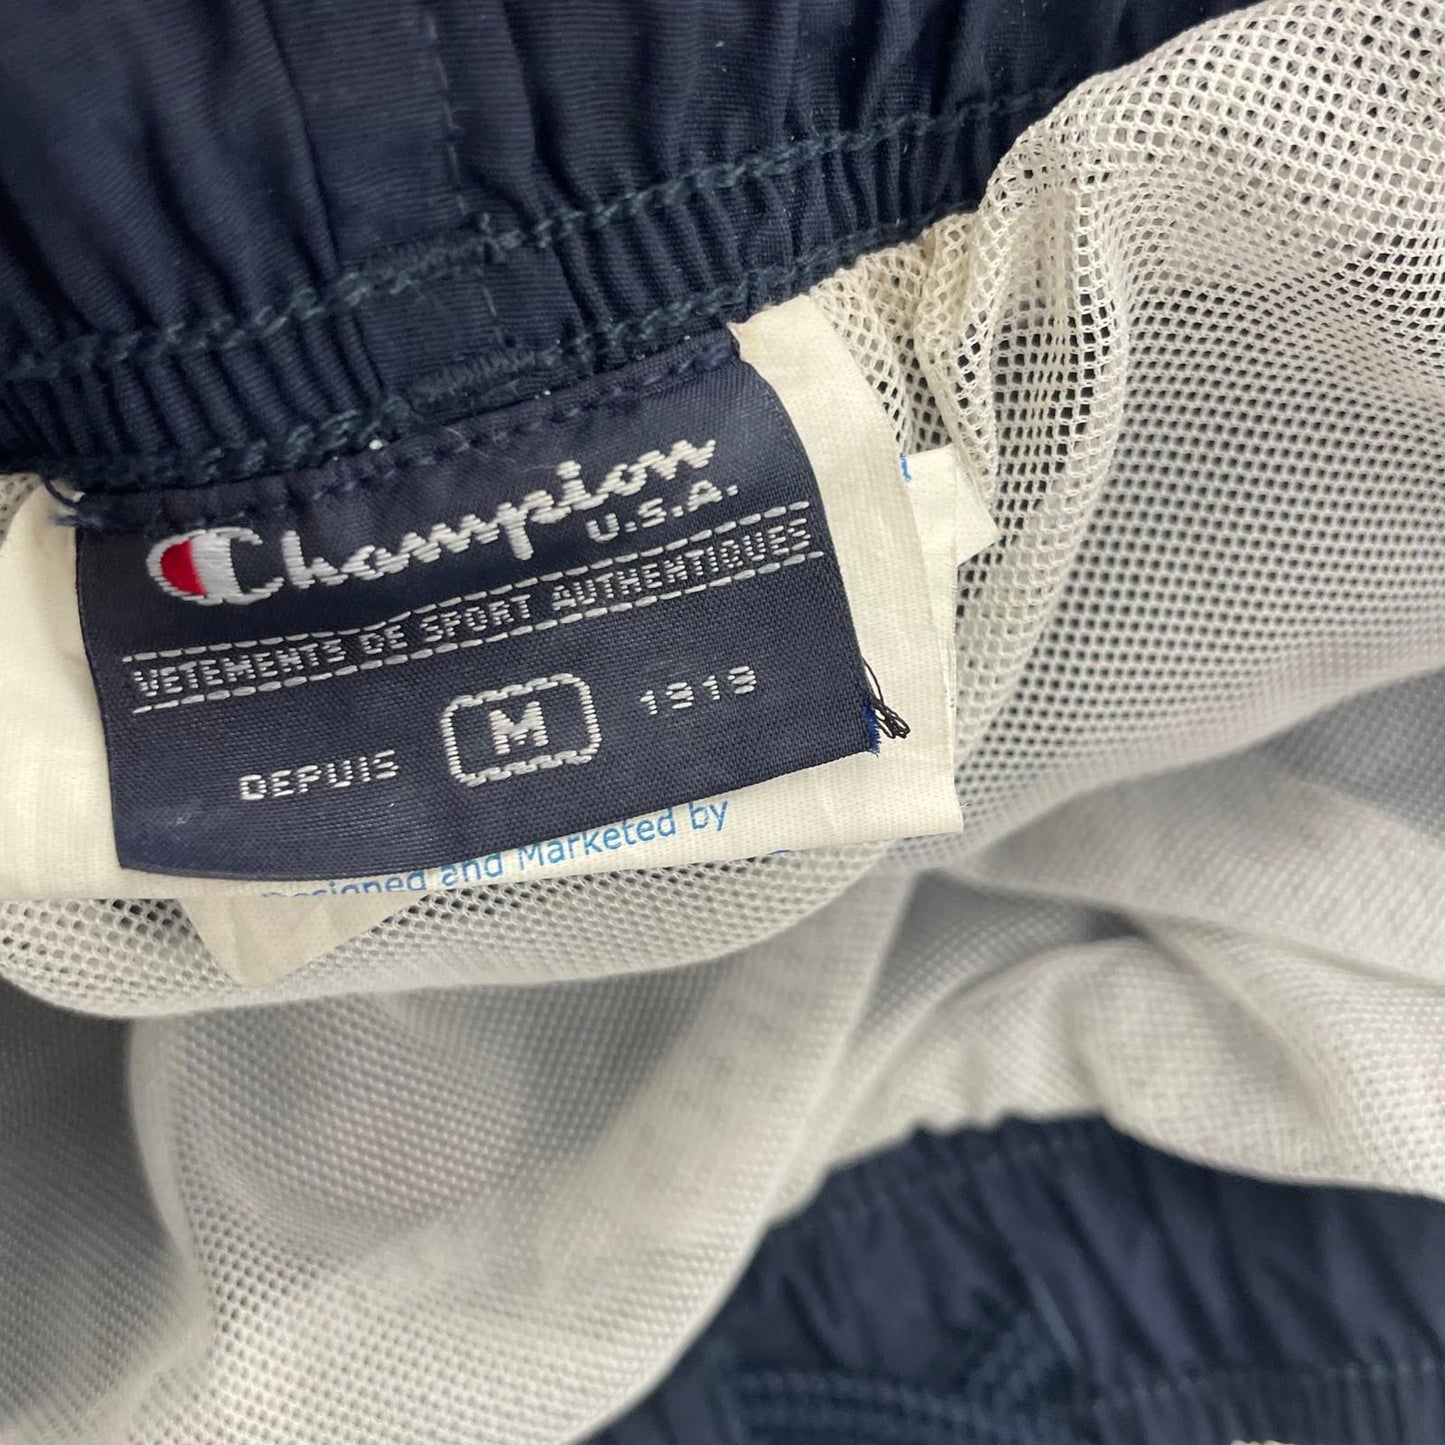 Champion
U.S.A.
VETEMENTS DE SPORT AUTHENTIQUES
DEPUIS M 1919
Designed and Marketed by